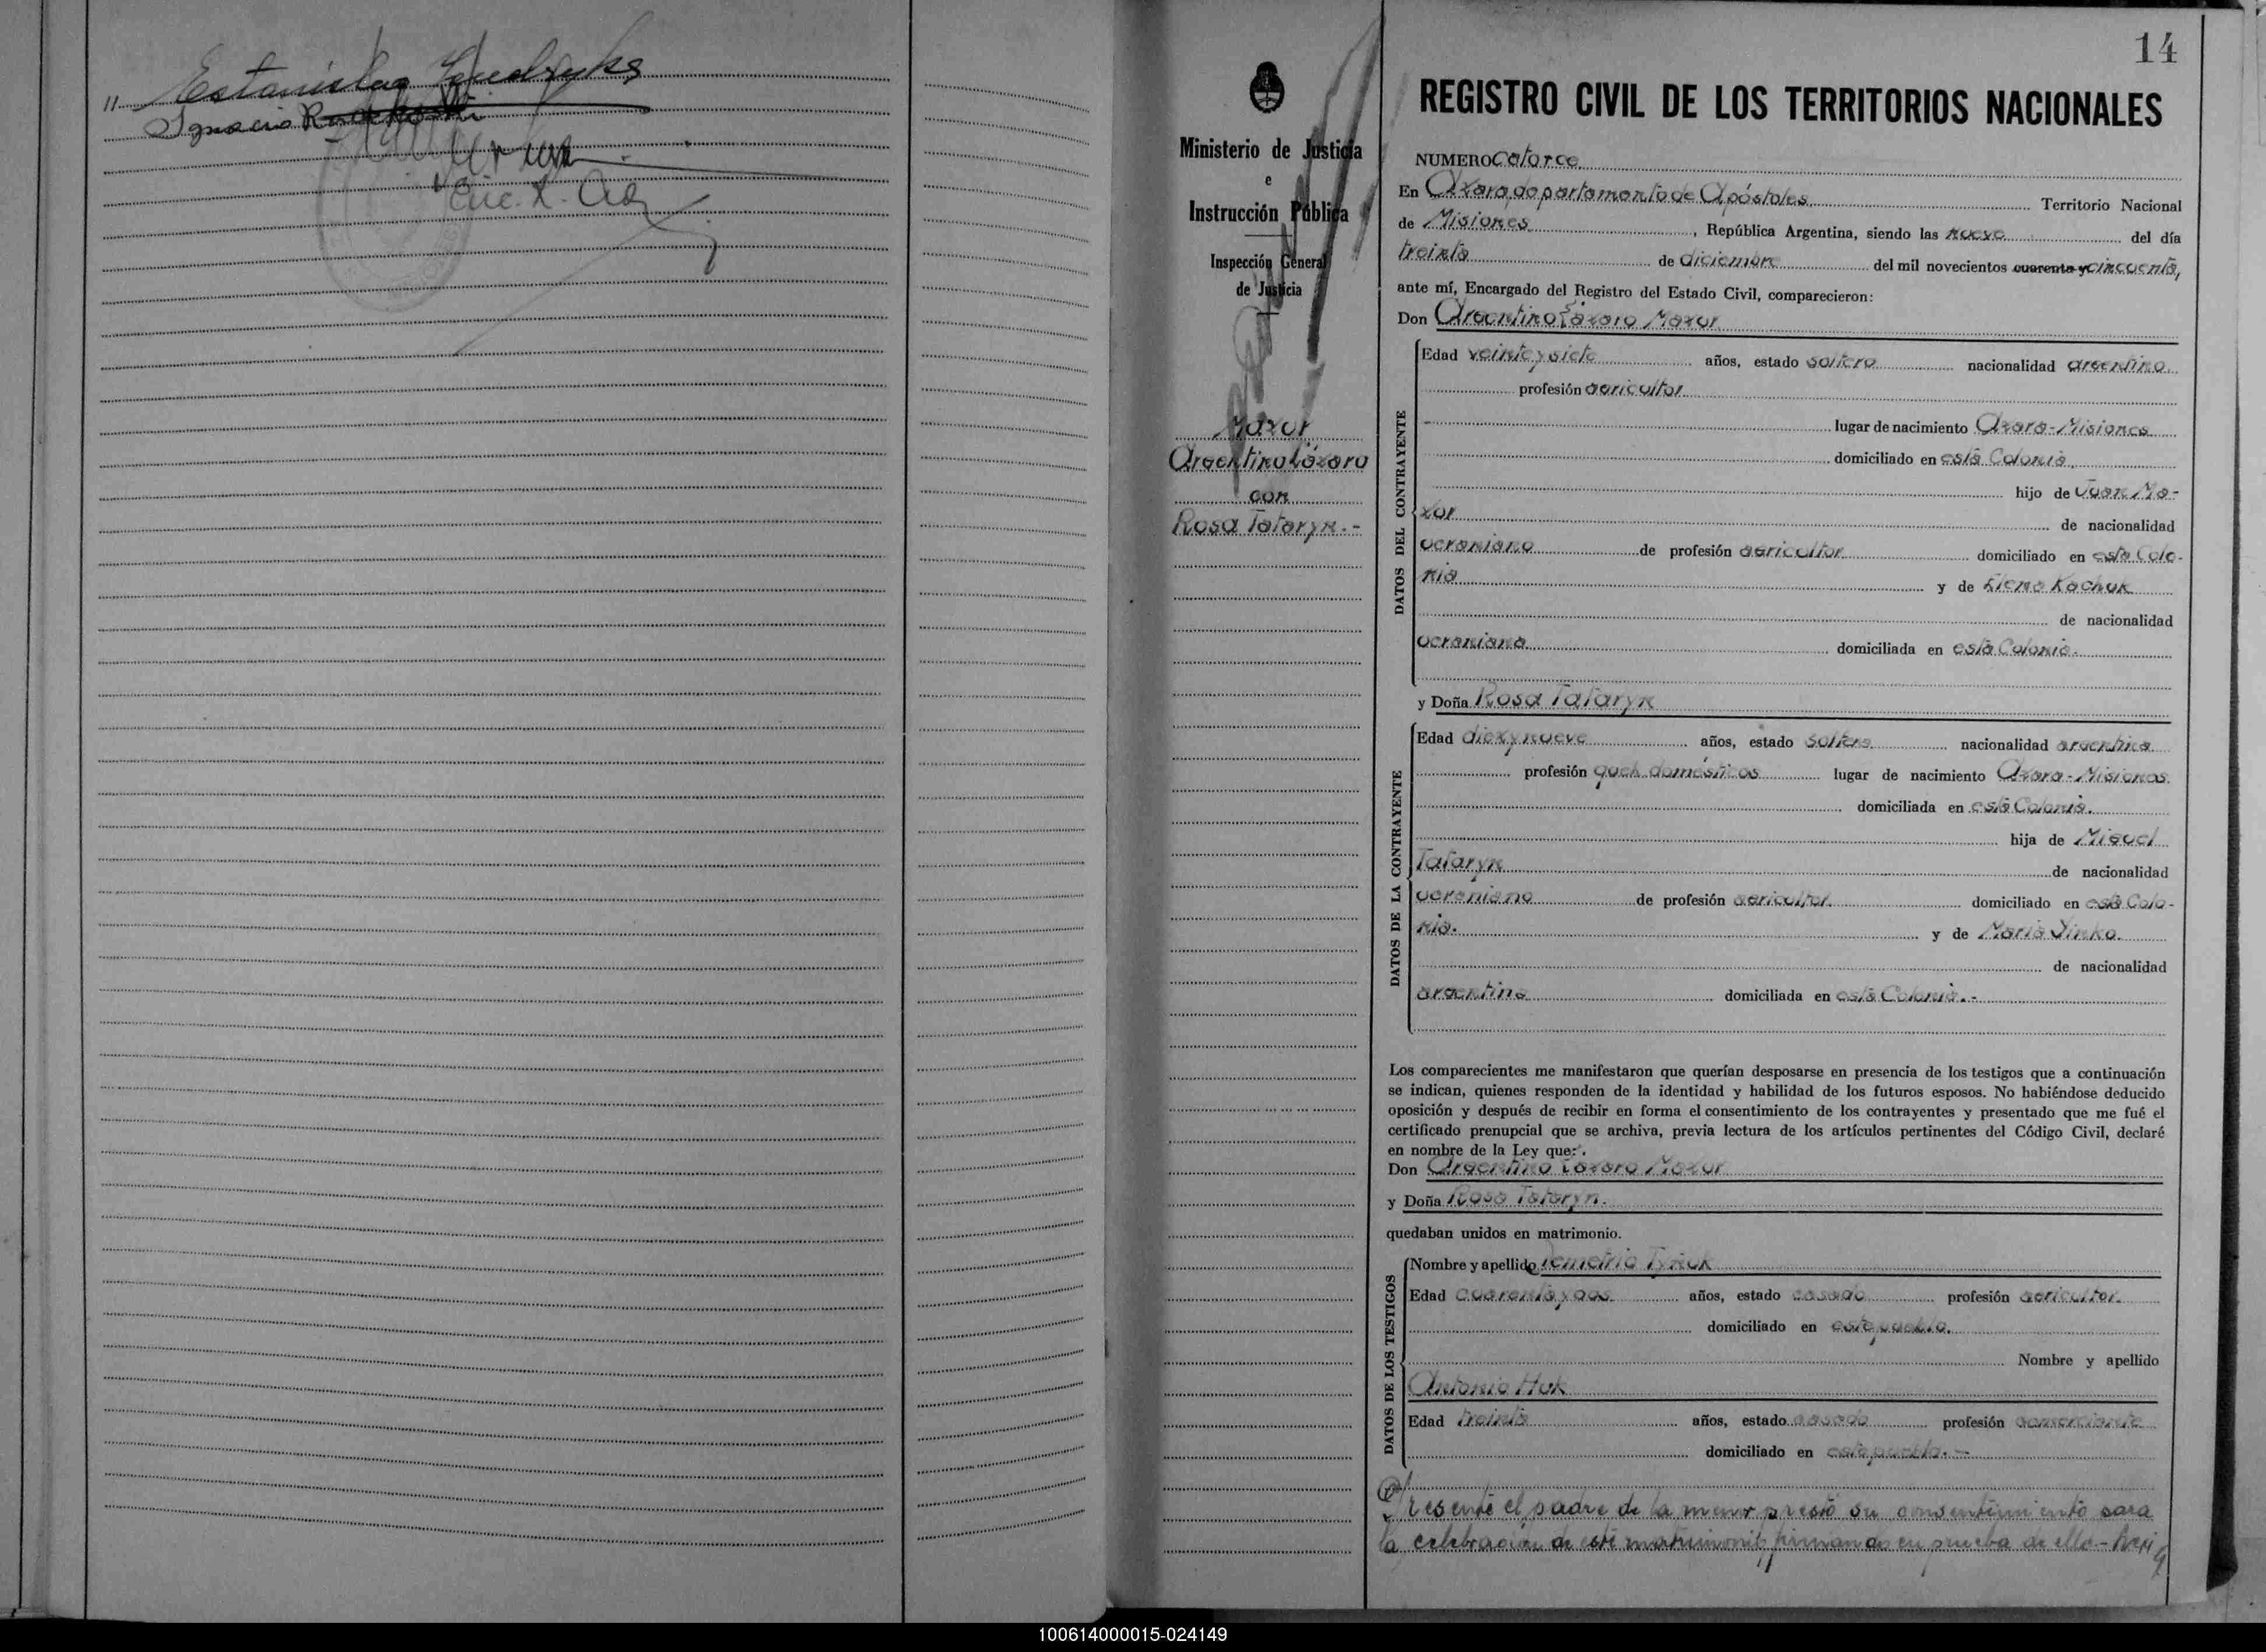 Estanislao
Ignacio
14
REGISTRO CIVIL DE LOS TERRITORIOS NACIONALES
Ministerio de Justicia
e
Instrucción Pública
Inspección General
de Justicia
Mazur
Argentino Lázaro
con
Rosa Tataryn.-
NUMERO catorce
En Azara, departamento de Apóstoles Territorio Nacional
de Misiones, República Argentina, siendo las nueve del día
treinta de diciembre del mil novecientos cuarenta y cincuenta,
ante mí, Encargado del Registro del Estado Civil, comparecieron:
Don Argentino Lázaro Mazur
DATOS DEL CONTRAYENTE
Edad veinte y siete años, estado soltero nacionalidad argentino
profesión agricultor
lugar de nacimiento Azara-Misiones
domiciliado en esta Colonia.
hijo de Juan Ma-
zur de nacionalidad
ucraniano de profesión agricultor domiciliado en esta Colo-
nia y de Elena Kachuk
de nacionalidad
ucraniana domiciliada en esta Colonia.
y Doña Rosa Tataryn
DATOS DE LA CONTRAYENTE
Edad diez y nueve años, estado soltera nacionalidad argentina
profesión queh. domésticos lugar de nacimiento Azara-Misiones.
domiciliada en esta Colonia.
hija de Miguel
Tataryn de nacionalidad
ucraniano de profesión agricultor domiciliado en esta Colo-
nia. y de María
de nacionalidad
argentina domiciliada en esta Colonia.-
Los comparecientes me manifestaron que querían desposarse en presencia de los testigos que a continuación
se indican, quienes responden de la identidad y habilidad de los futuros esposos. No habiéndose deducido
oposición y después de recibir en forma el consentimiento de los contrayentes y presentado que me fué el
certificado prenupcial que se archiva, previa lectura de los artículos pertinentes del Código Civil, declaré
en nombre de la Ley que:
Don Argentino Lázaro Mazur
y Doña Rosa Tataryn.
quedaban unidos en matrimonio.
DATOS DE LOS TESTIGOS
Nombre y apellido Demetrio
Edad cuarenta y dos años, estado casado profesión agricultor.
domiciliado en este pueblo.
Nombre y apellido
Antonio Huk
Edad treinta años, estado casado profesión comerciante
domiciliado en este pueblo.-
Presente el padre de la menor prestó su consentimiento para
la celebración de este matrimonio, firmando en prueba de ello.-
100614000015-024149